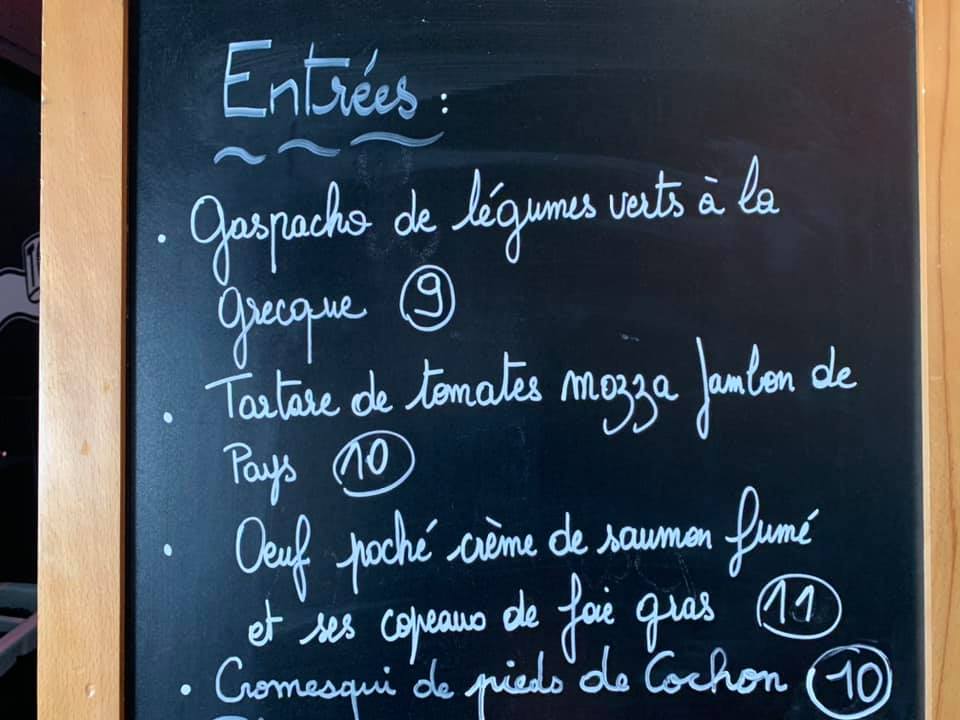 Entrées :
. Gaspacho de légumes verts à la
grecque 9
. Tartare de tomates mozza Jambon de
Pays 10
. Oeuf poché crème de saumon fumé
et ses copeaux de foie gras 11
. Cromesqui de pieds de Cochon 10